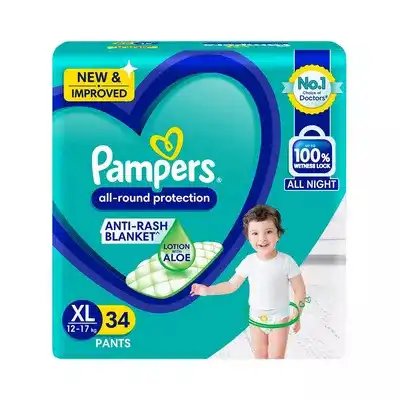 NEW &
IMPROVED
No.1
Choice of
Doctors*
Pampers
all-round protection
100%
WETNESS LOCK
ALL NIGHT
ANTI-RASH
BLANKET^
LOTION
WITH
ALOE
XL
12-17 kg
34
PANTS